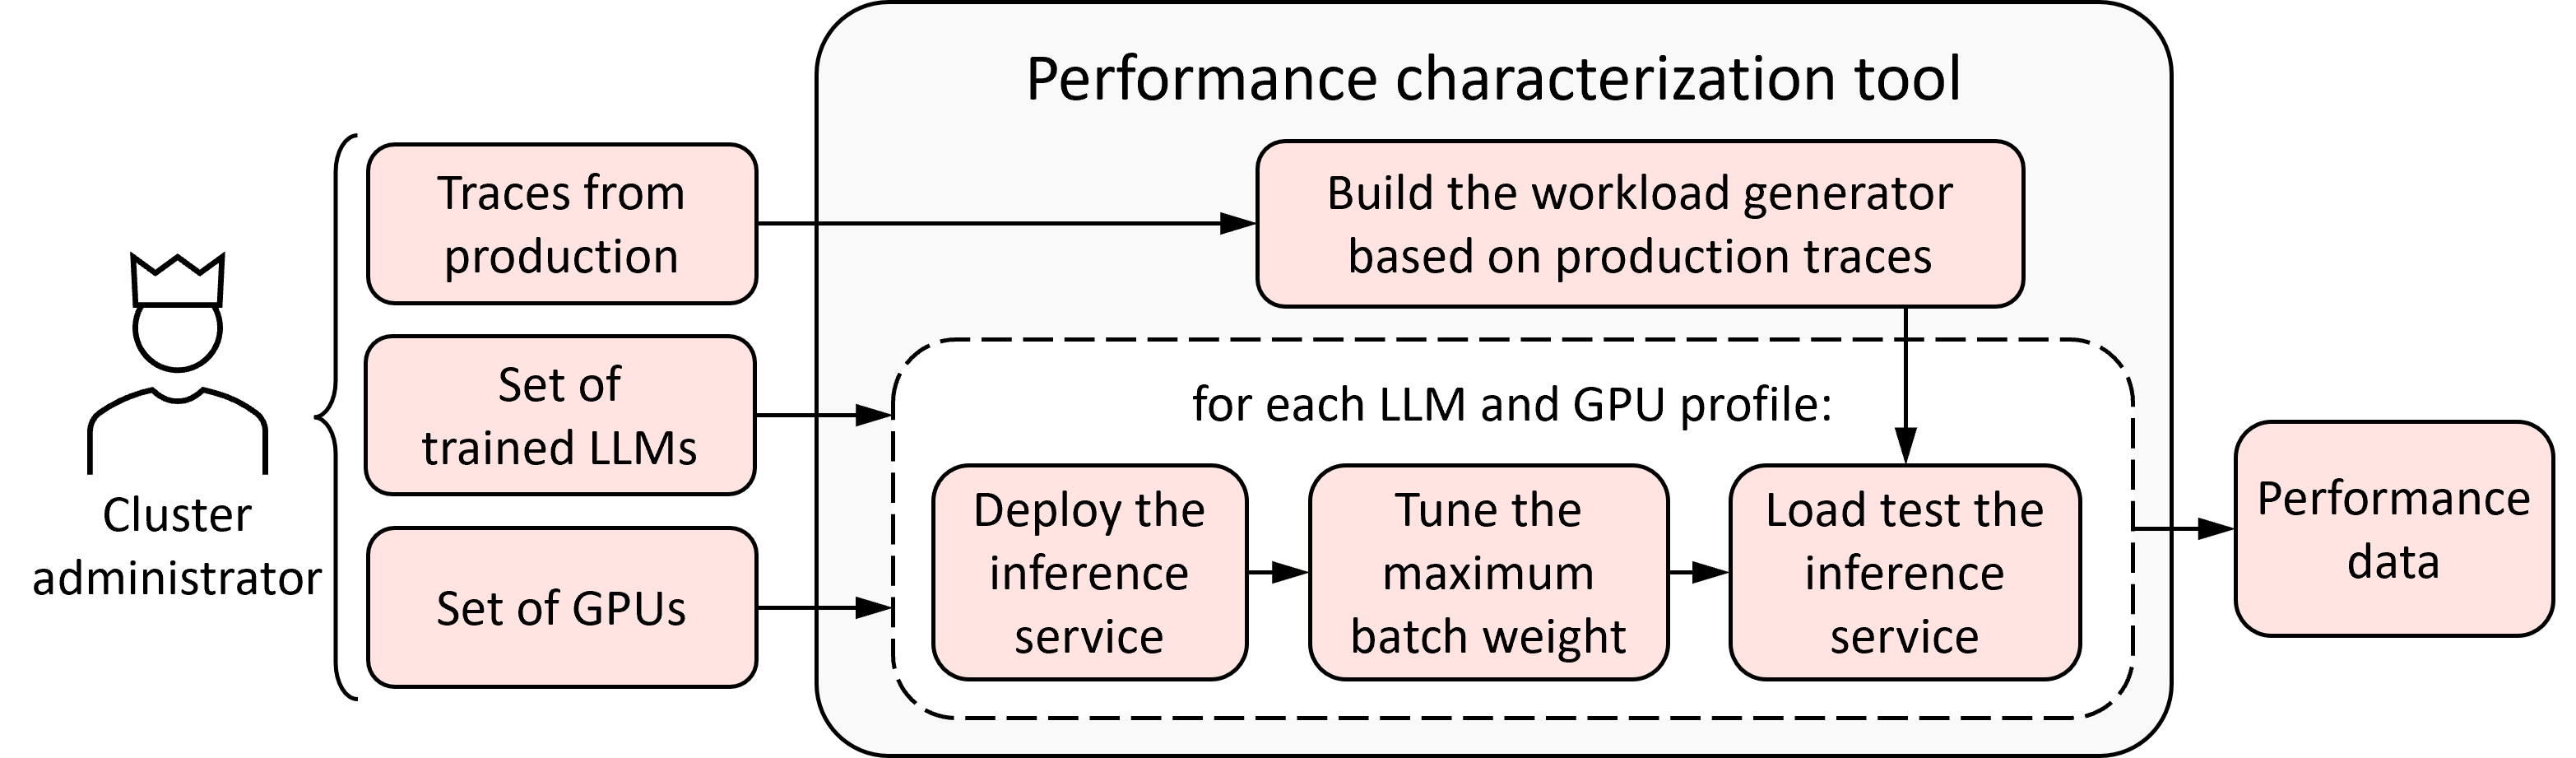 Performance characterization tool
Traces from
production
Build the workload generator
based on production traces
Cluster
administrator
Set of
trained LLMs
Set of GPUs
for each LLM and GPU profile:
Deploy the
inference
service
Tune the
maximum
batch weight
Load test the
inference
service
Performance
data